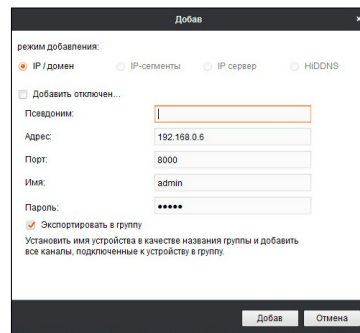 Добав
режим добавления:
IP / домен IP-сегменты IP сервер HiDDNS
Добавить отключен...
Псевдоним:
Адрес: 192.168.0.6
Порт: 8000
Имя: admin
Пароль: •••••
Экспортировать в группу
Установить имя устройства в качестве названия группы и добавить
все каналы, подключенные к устройству в группу.
Добав Отмена